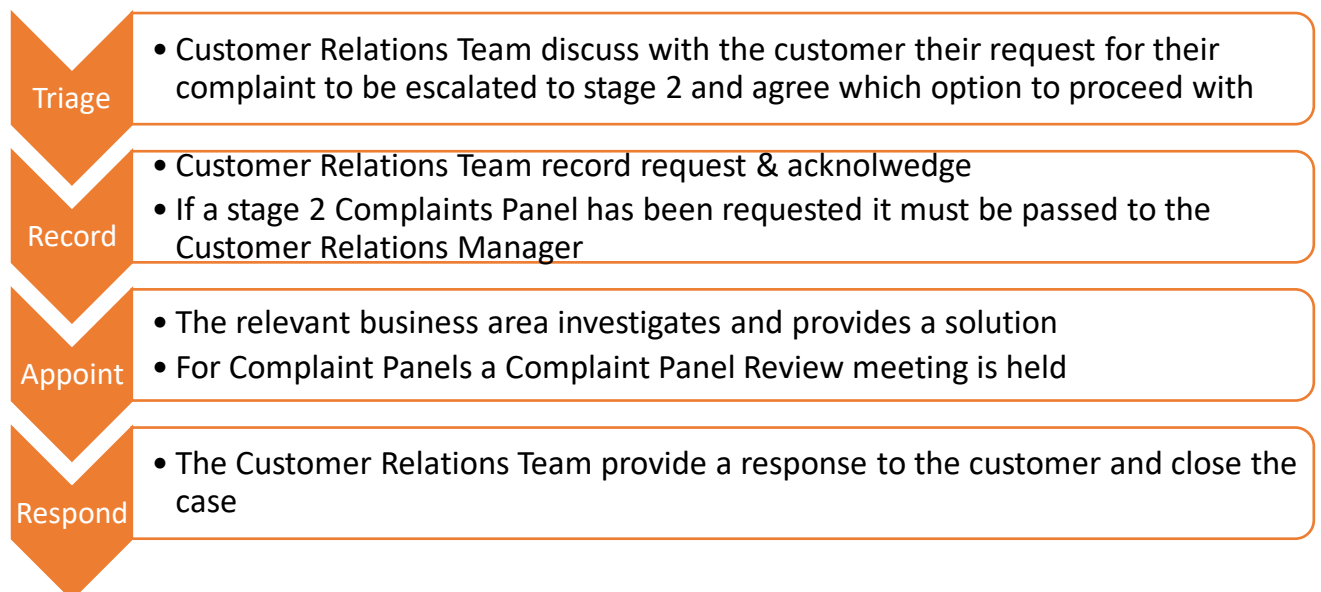 Triage
• Customer Relations Team discuss with the customer their request for their
complaint to be escalated to stage 2 and agree which option to proceed with
Record
• Customer Relations Team record request & acknolwedge
• If a stage 2 Complaints Panel has been requested it must be passed to the
Customer Relations Manager
Appoint
• The relevant business area investigates and provides a solution
• For Complaint Panels a Complaint Panel Review meeting is held
Respond
• The Customer Relations Team provide a response to the customer and close the
case